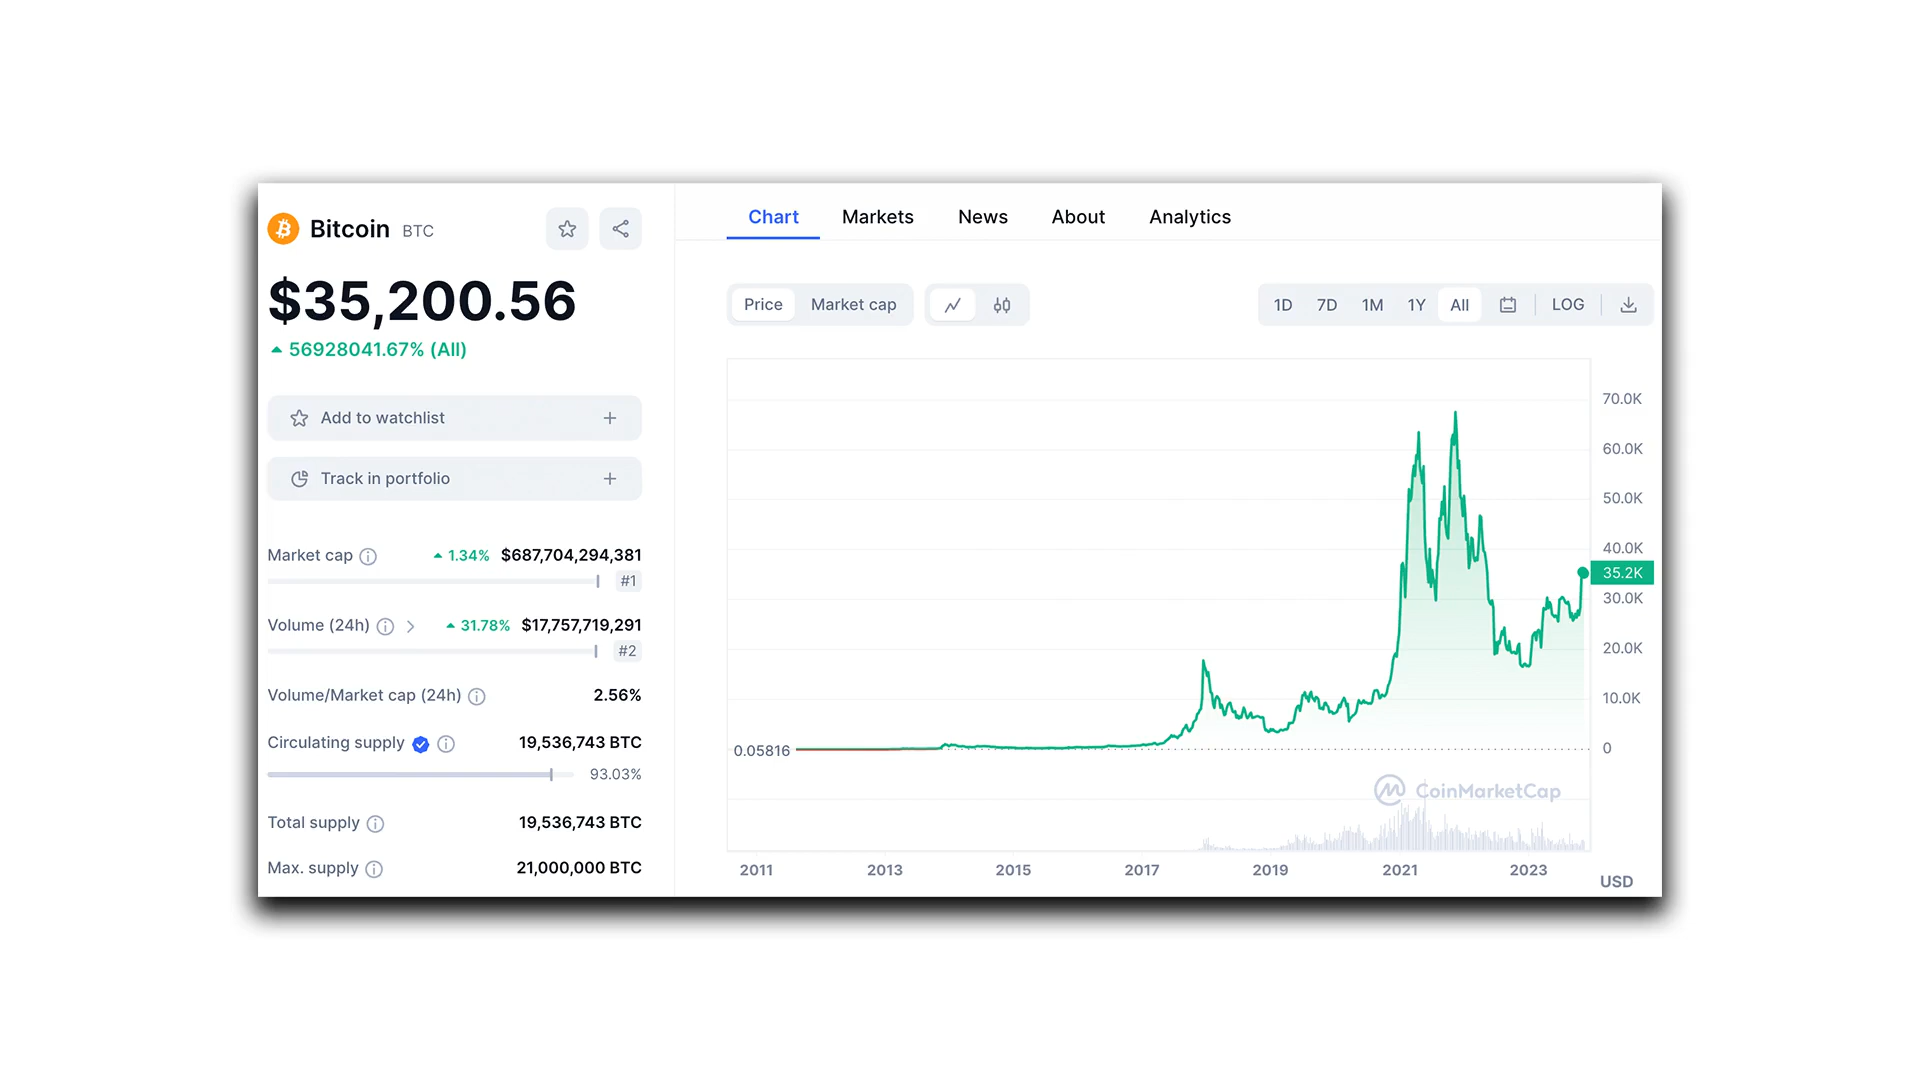 Bitcoin BTC
$35,200.56
56928041.67% (All)
Add to watchlist
Track in portfolio
Market cap 1.34% $687,704,294,381
#1
Volume (24h) 31.78% $17,757,719,291
#2
Volume/Market cap (24h) 2.56%
Circulating supply 19,536,743 BTC
93.03%
Total supply 19,536,743 BTC
Max. supply 21,000,000 BTC
Chart Markets News About Analytics
Price Market cap 1D 7D 1M 1Y All LOG
70.0K
60.0K
50.0K
40.0K
35.2K
30.0K
20.0K
10.0K
0.05816 0
CoinMarketCap
2011 2013 2015 2017 2019 2021 2023
USD